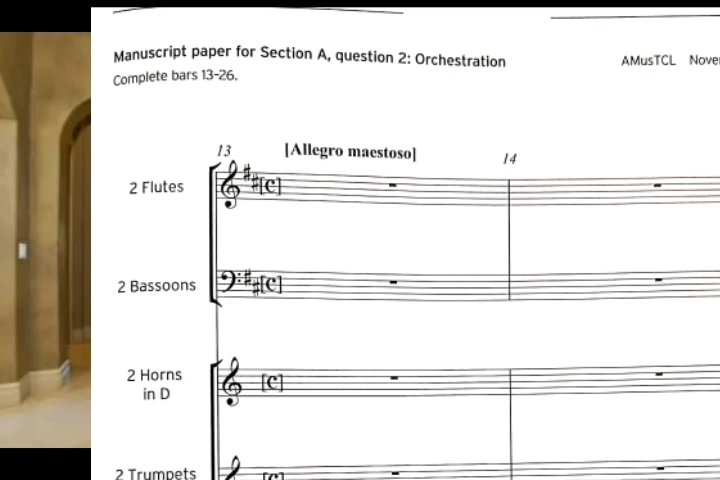 Manuscript paper for Section A, question 2: Orchestration
AMusTCL
Complete bars 13-26.
13 [Allegro maestoso] 14
2 Flutes [C]
2 Bassoons [C]
2 Horns
in D [C]
2 Trumpets